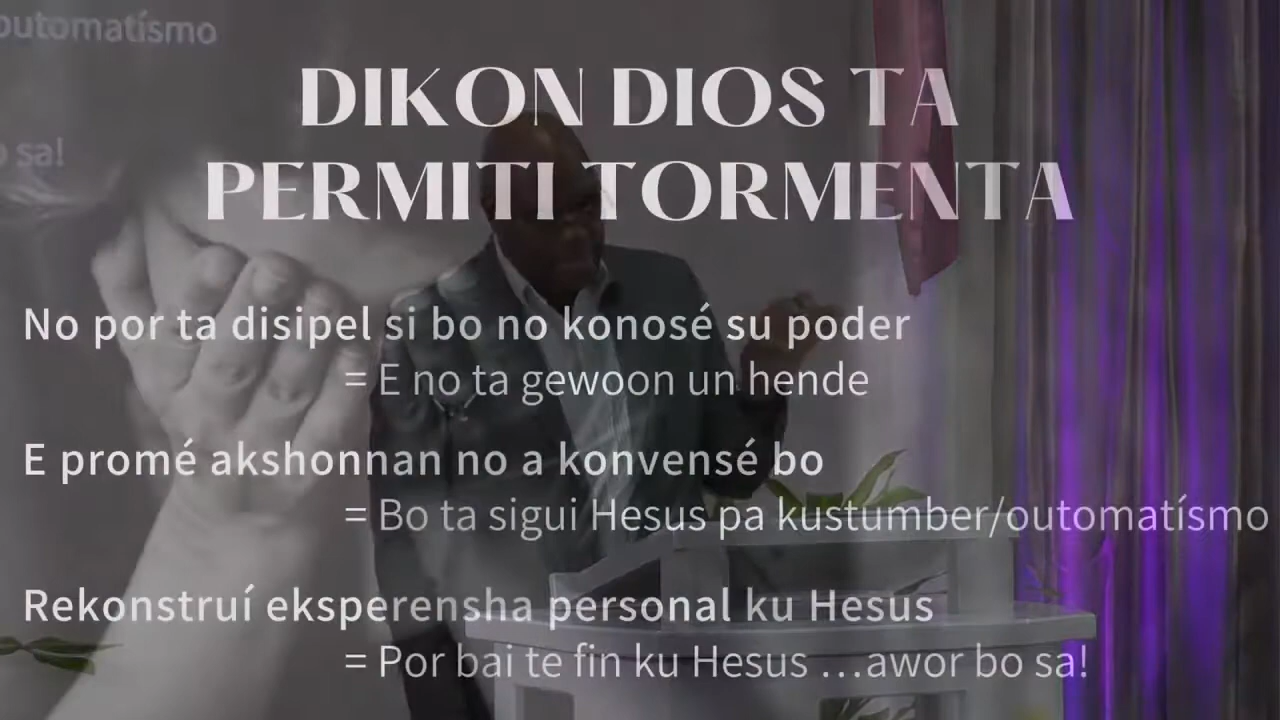 outomatísmo
DIKON DIOS TA
o sa!
PERMITI TORMENTA
No por ta disipel si bo no konosé su poder
= E no ta gewoon un hende
E promé akshonnan no a konvensé bo
= Bo ta sigui Hesus pa kustumber/outomatísmo
Rekonstruí eksperensha personal ku Hesus
= Por bai te fin ku Hesus …awor bo sa!